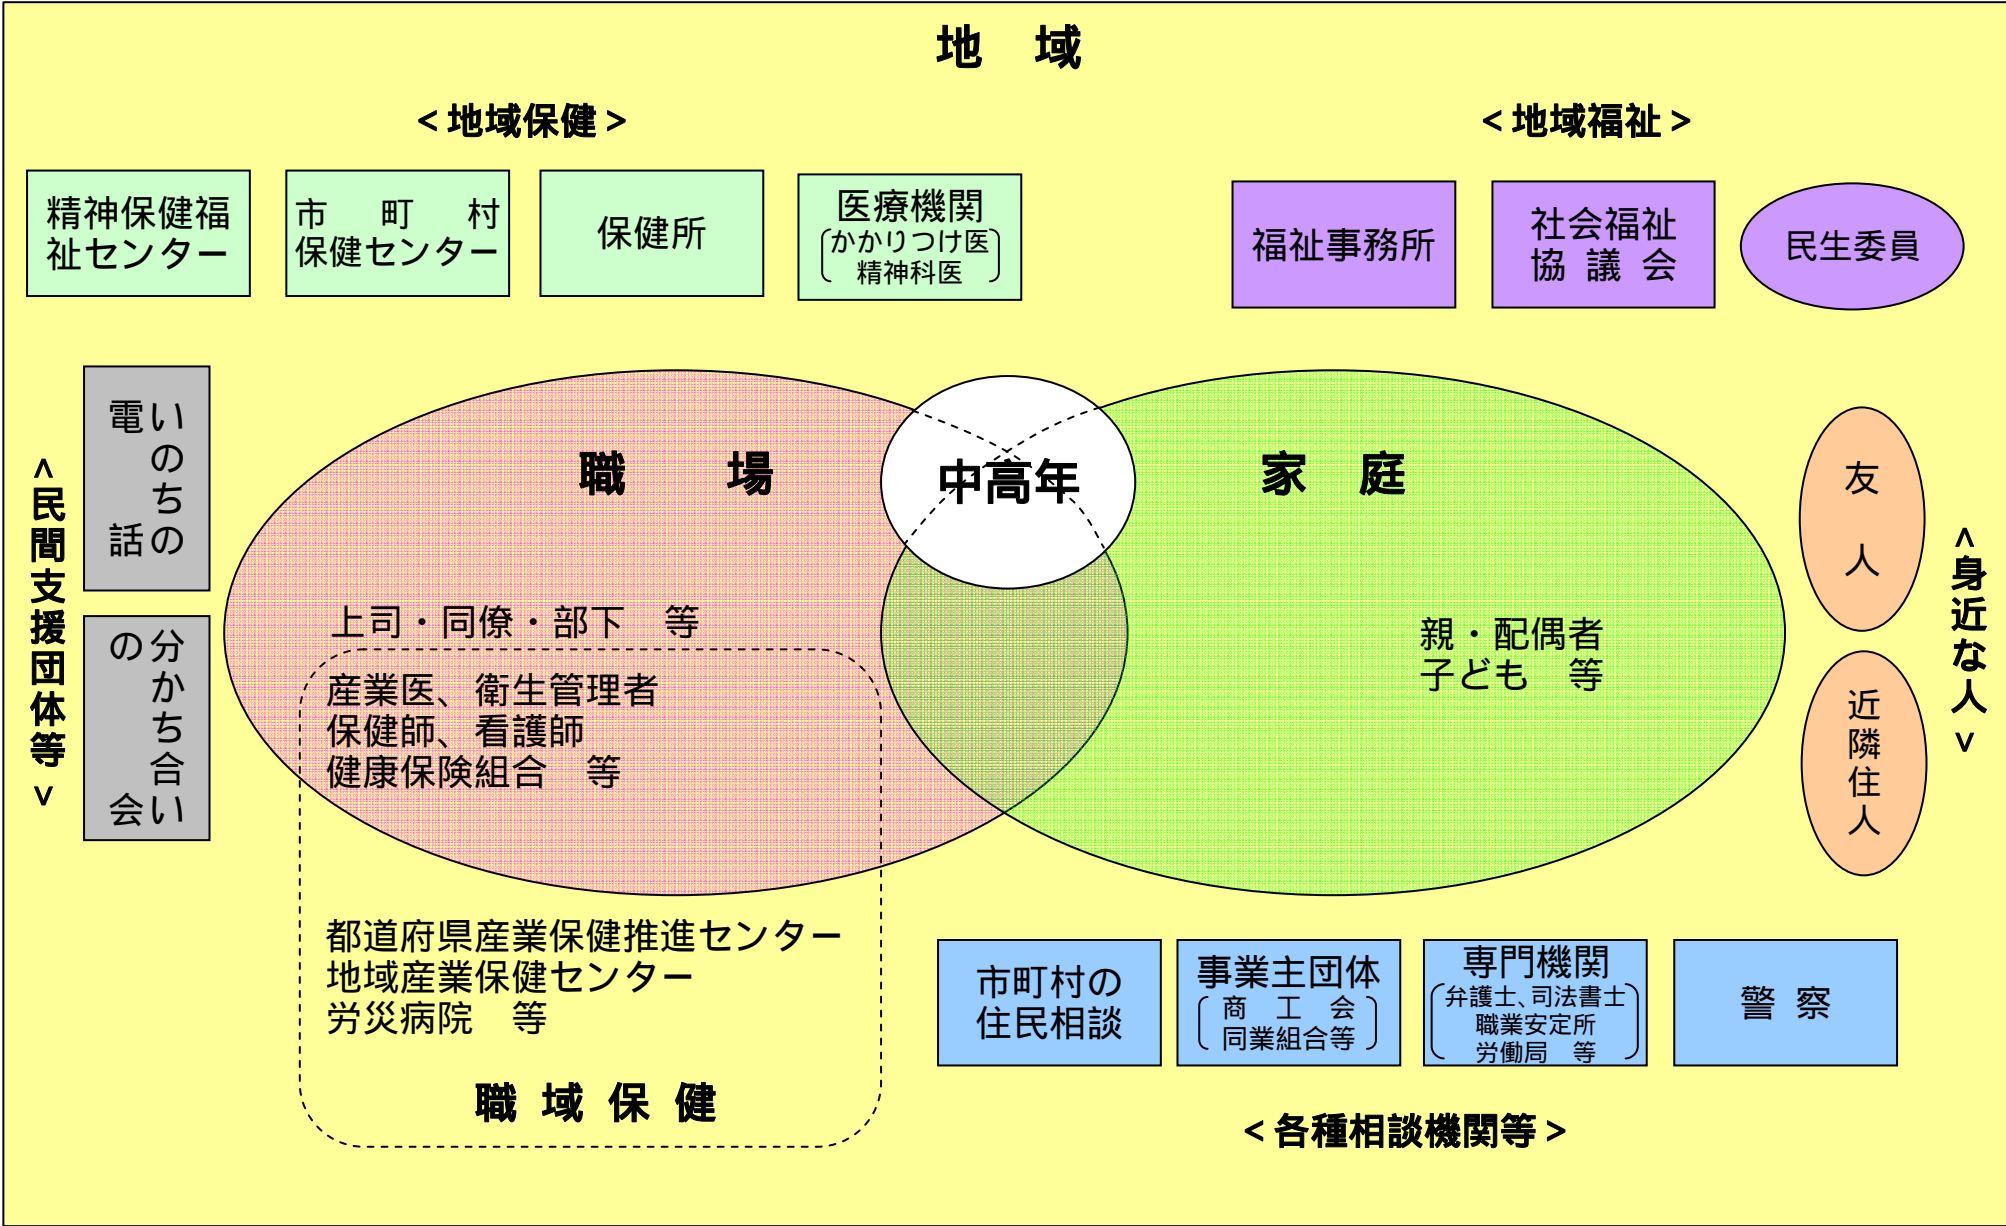 地　域
＜地域保健＞
＜地域福祉＞
精神保健福
祉センター
市　町　村
保健センター
保健所
医療機関
かかりつけ医
精神科医
福祉事務所
社会福祉
協 議 会
民生委員
＜民間支援団体等＞
いのちの
電話
分かち合い
の会
職　場
中高年
家　庭
上司・同僚・部下　等
産業医、衛生管理者
保健師、看護師
健康保険組合　等
親・配偶者
子ども　等
友人
近隣住人
＜身近な人＞
都道府県産業保健推進センター
地域産業保健センター
労災病院　等
職 域 保 健
市町村の
住民相談
事業主団体
商　工　会
同業組合等
専門機関
弁護士、司法書士
職業安定所
労働局　等
警 察
＜各種相談機関等＞